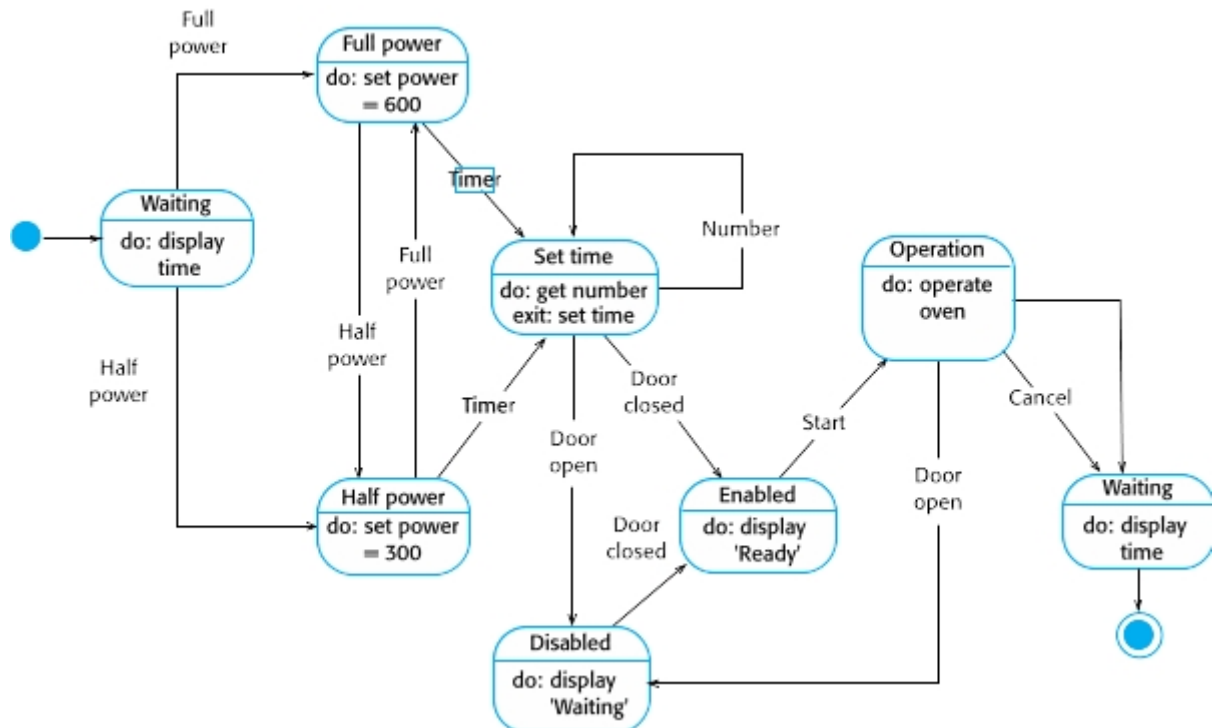 Full
power
Full power
do: set power
= 600
Timer
Waiting
do: display
time
Full
power
Number
Set time
do: get number
exit: set time
Operation
do: operate
oven
Half
power
Half
power
Timer
Door
closed
Door
open
Start
Cancel
Door
open
Half power
do: set power
= 300
Enabled
do: display
'Ready'
Door
closed
Waiting
do: display
time
Disabled
do: display
'Waiting'